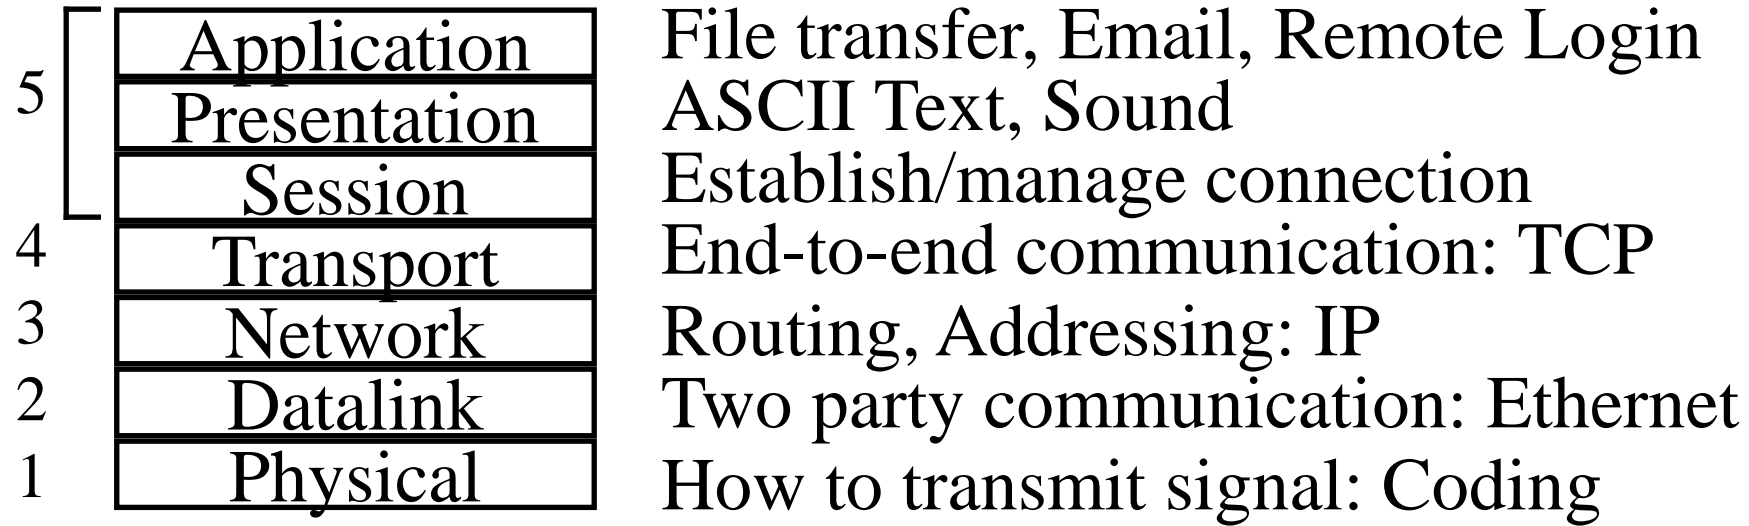 Application File transfer, Email, Remote Login
5 Presentation ASCII Text, Sound
Session Establish/manage connection
4 Transport End-to-end communication: TCP
3 Network Routing, Addressing: IP
2 Datalink Two party communication: Ethernet
1 Physical How to transmit signal: Coding